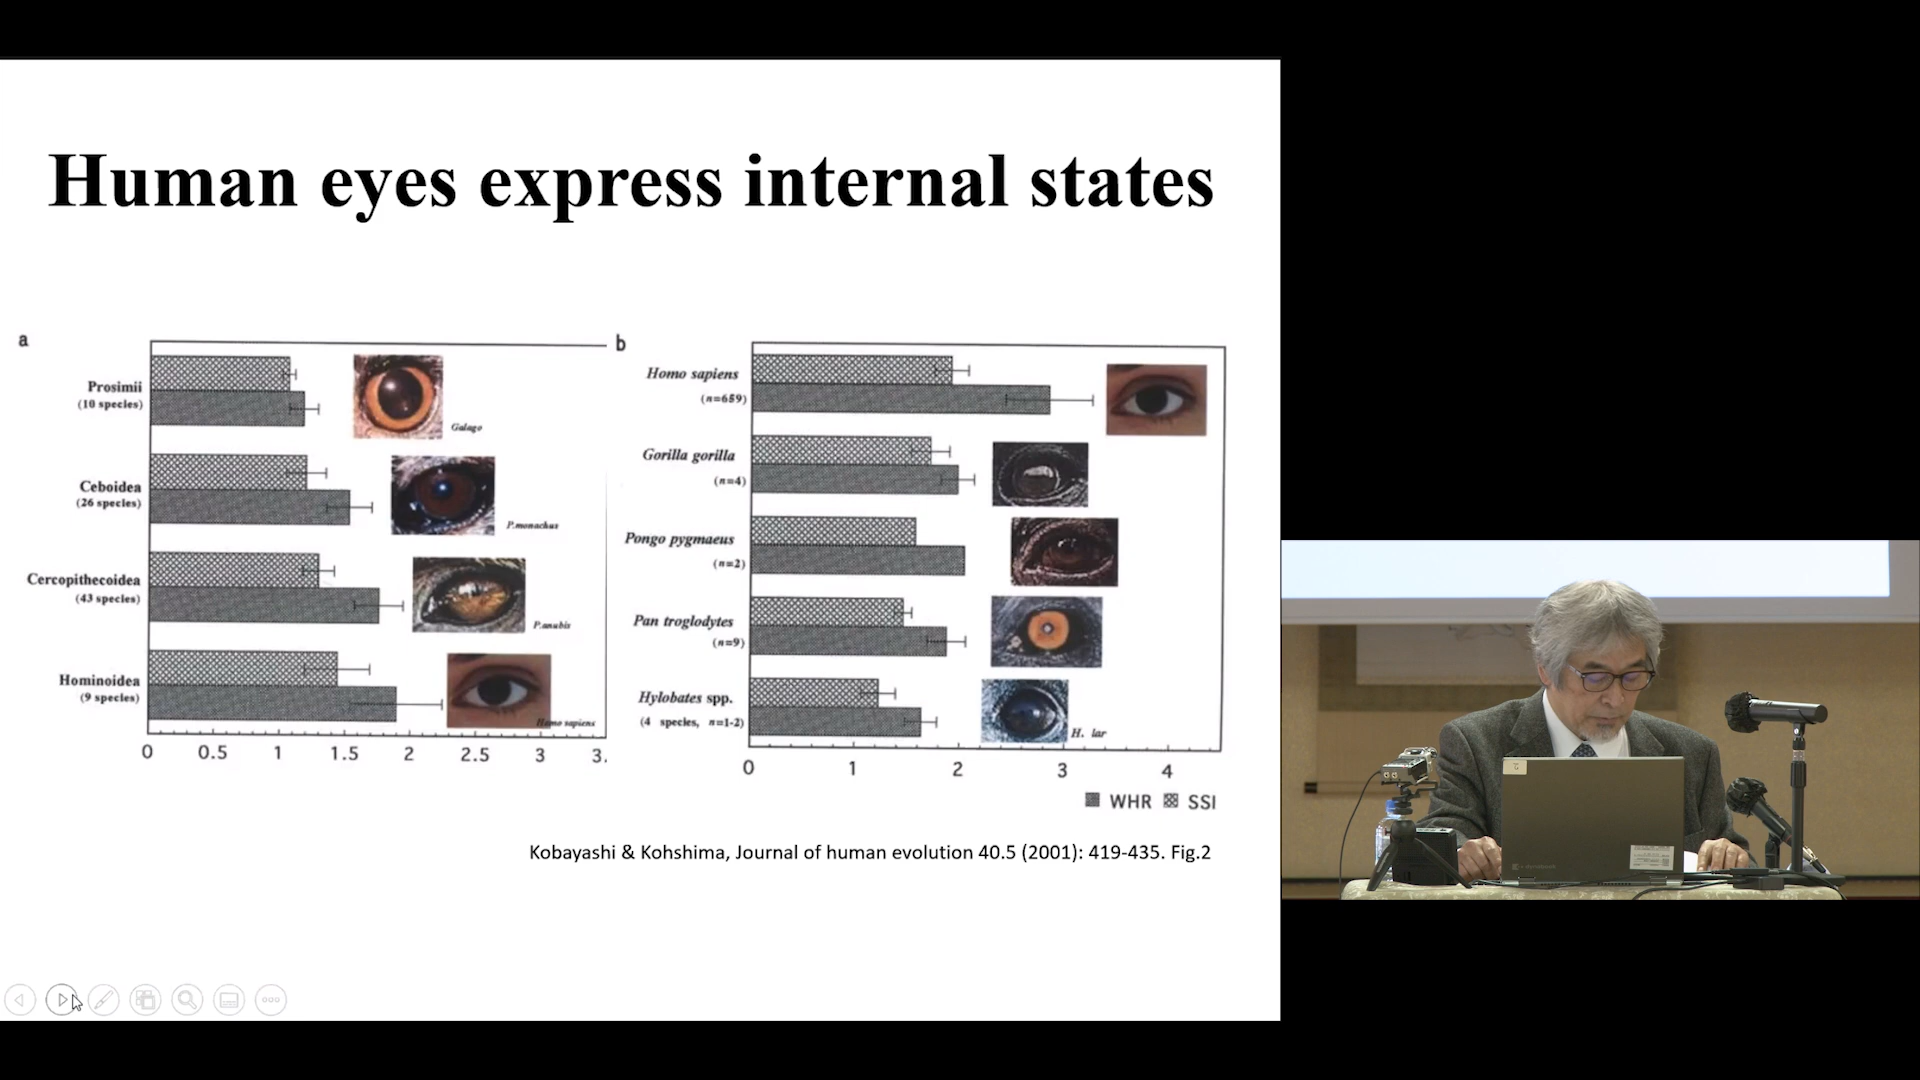 Human eyes express internal states
a
Prosimii
(10 species)
Galago
Ceboidea
(26 species)
P.monachus
Cercopithecoidea
(43 species)
P.anubis
Hominoidea
(9 species)
Homo sapiens
0 0.5 1 1.5 2 2.5 3 3.
b
Homo sapiens
(n=659)
Gorilla gorilla
(n=4)
Pongo pygmaeus
(n=2)
Pan troglodytes
(n=9)
Hylobates spp.
(4 species, n=1-2)
H. lar
0 1 2 3 4
WHR SSI
Kobayashi & Kohshima, Journal of human evolution 40.5 (2001): 419-435. Fig.2